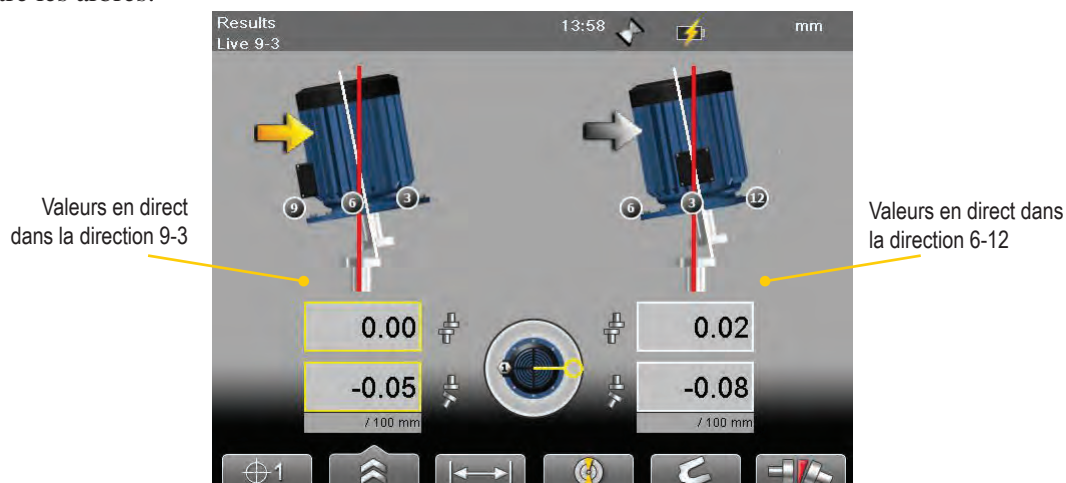 Results
Live 9-3
13:58
mm
9
6
3
6
3
12
Valeurs en direct
dans la direction 9-3
Valeurs en direct dans
la direction 6-12
0.00
0.02
1
-0.05
-0.08
/ 100 mm
/ 100 mm
1